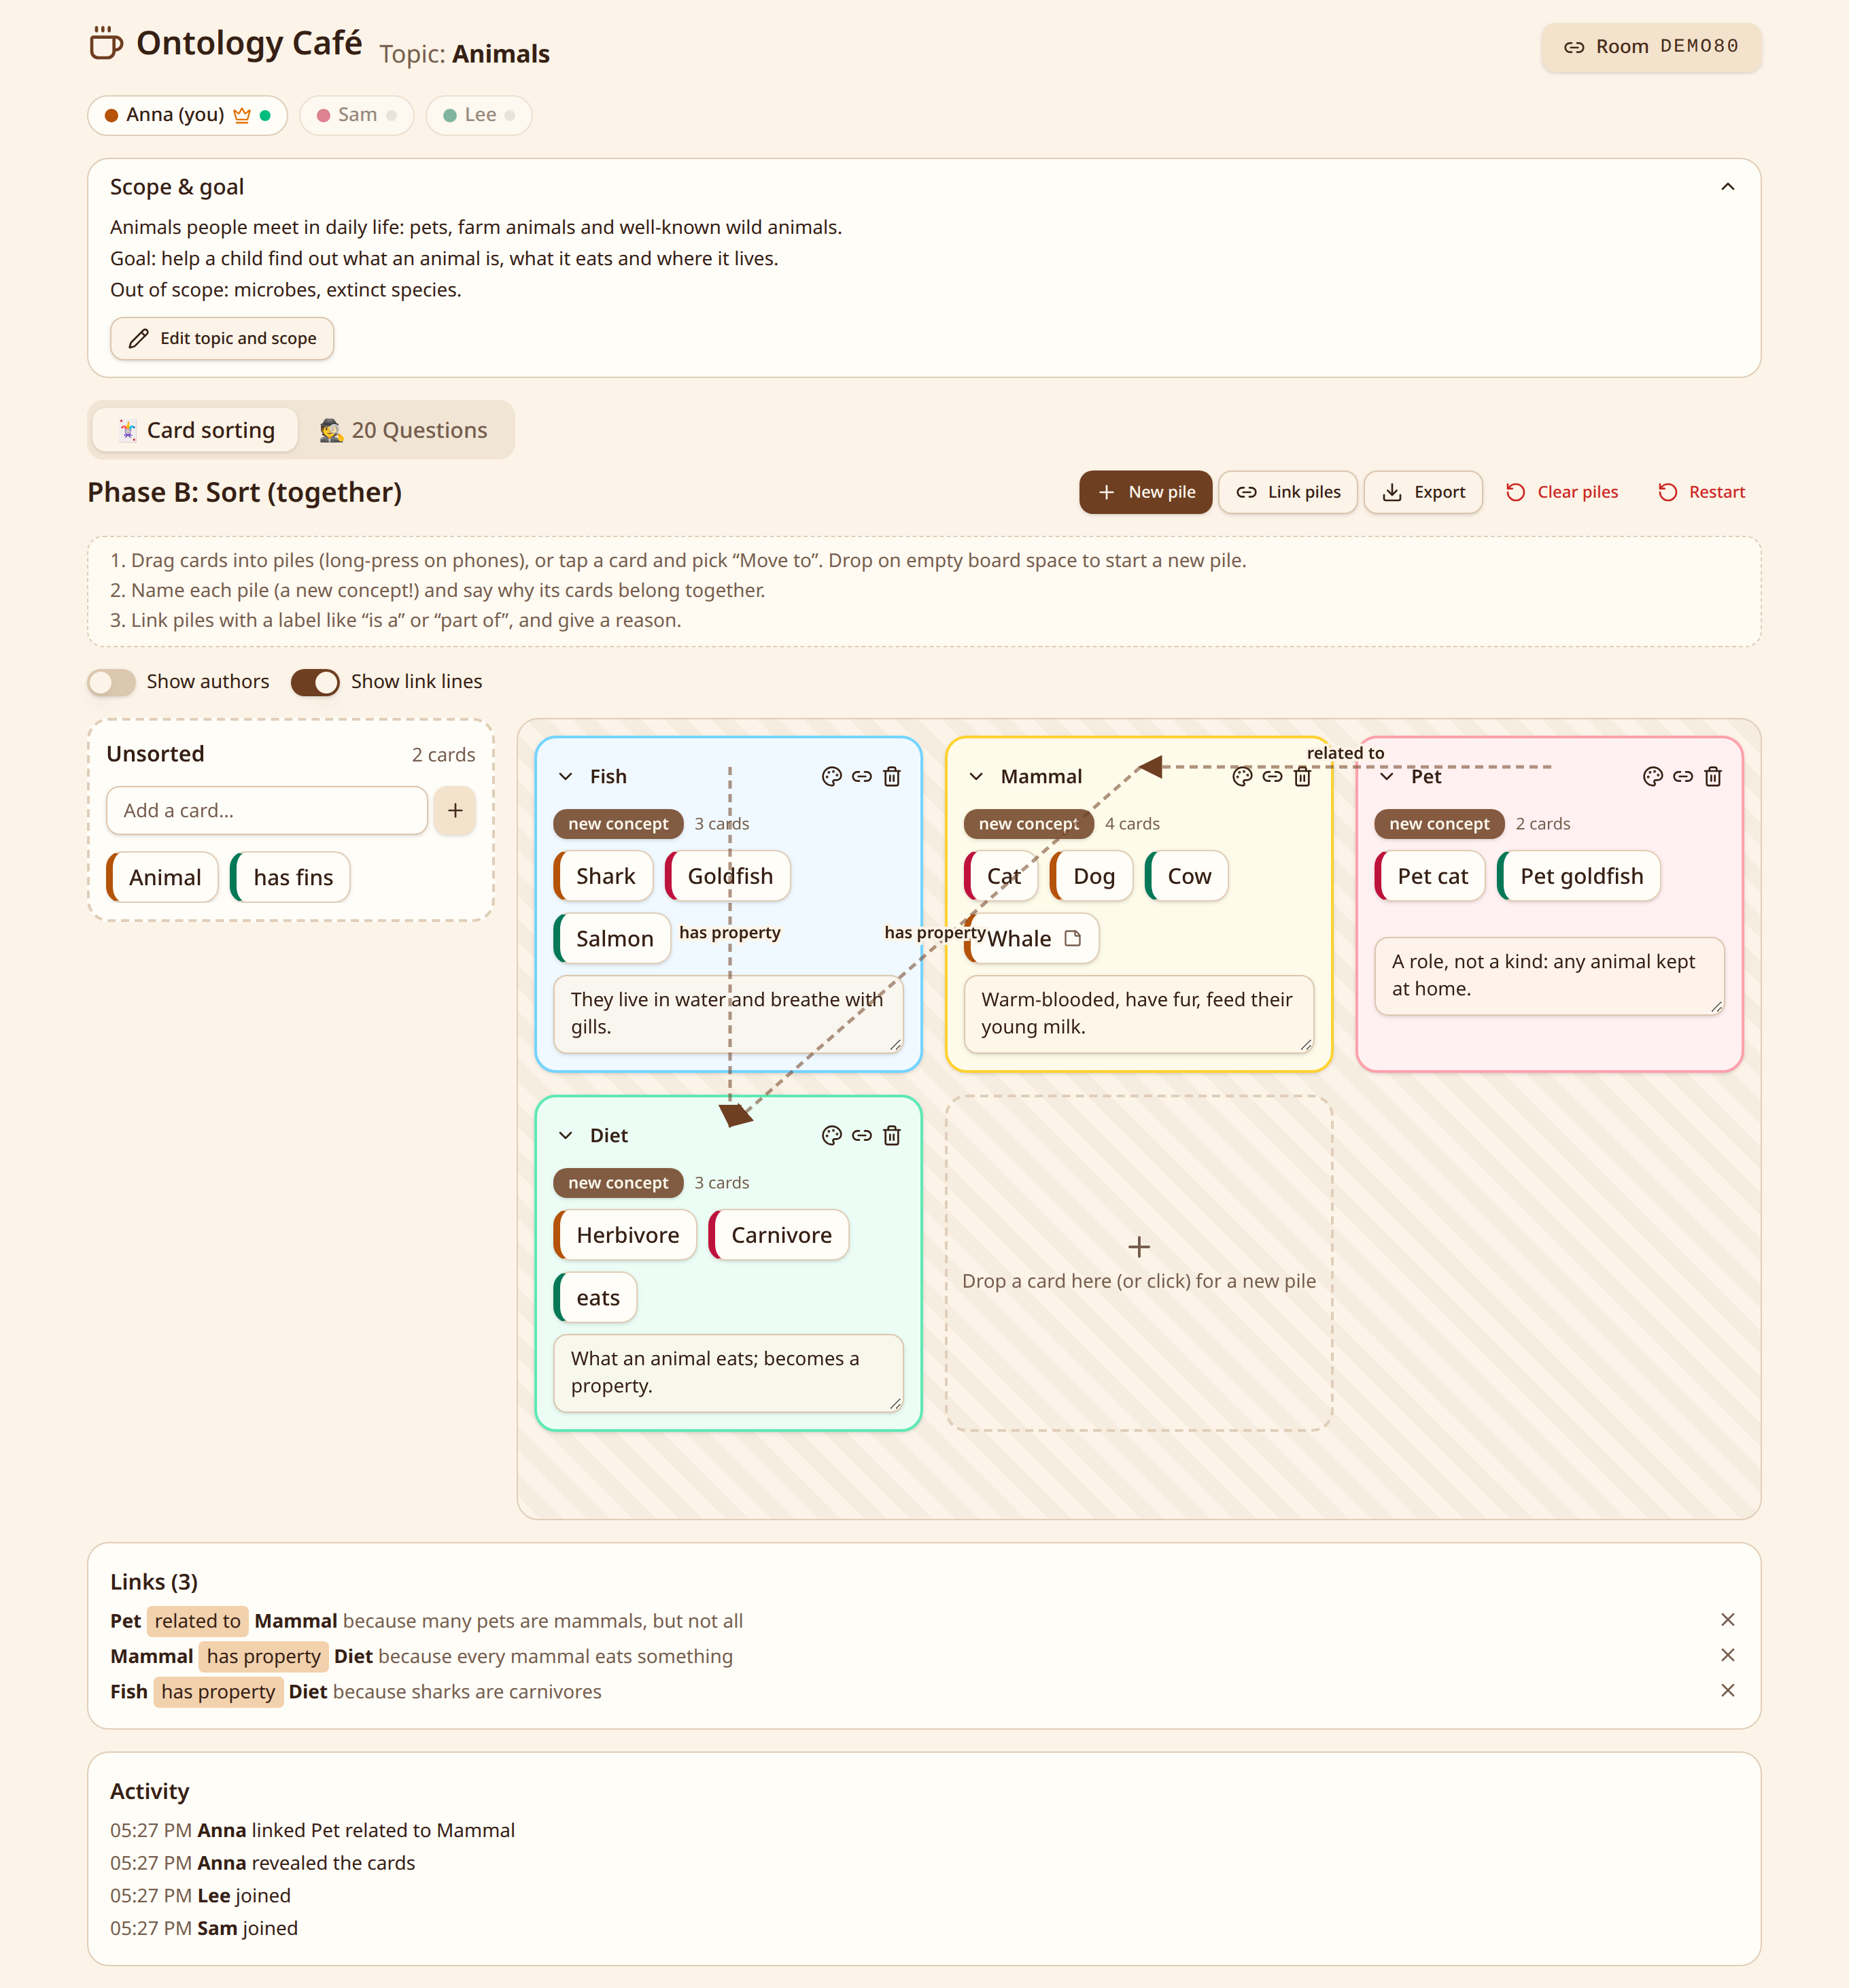 Ontology Café Topic: Animals
Room DEMO80
Anna (you)
Sam
Lee
Scope & goal
Animals people meet in daily life: pets, farm animals and well-known wild animals.
Goal: help a child find out what an animal is, what it eats and where it lives.
Out of scope: microbes, extinct species.
Edit topic and scope
Card sorting
20 Questions
Phase B: Sort (together)
New pile
Link piles
Export
Clear piles
Restart
1. Drag cards into piles (long-press on phones), or tap a card and pick “Move to”. Drop on empty board space to start a new pile.
2. Name each pile (a new concept!) and say why its cards belong together.
3. Link piles with a label like “is a” or “part of”, and give a reason.
Show authors
Show link lines
Unsorted
2 cards
Add a card...
Animal
has fins
Fish
new concept
3 cards
Shark
Goldfish
Salmon
has property
They live in water and breathe with
gills.
Mammal
new concept
4 cards
Cat
Dog
Cow
has property
Whale
Warm-blooded, have fur, feed their
young milk.
related to
Pet
new concept
2 cards
Pet cat
Pet goldfish
A role, not a kind: any animal kept
at home.
Diet
new concept
3 cards
Herbivore
Carnivore
eats
What an animal eats; becomes a
property.
Drop a card here (or click) for a new pile
Links (3)
Pet related to Mammal because many pets are mammals, but not all
Mammal has property Diet because every mammal eats something
Fish has property Diet because sharks are carnivores
Activity
05:27 PM Anna linked Pet related to Mammal
05:27 PM Anna revealed the cards
05:27 PM Lee joined
05:27 PM Sam joined